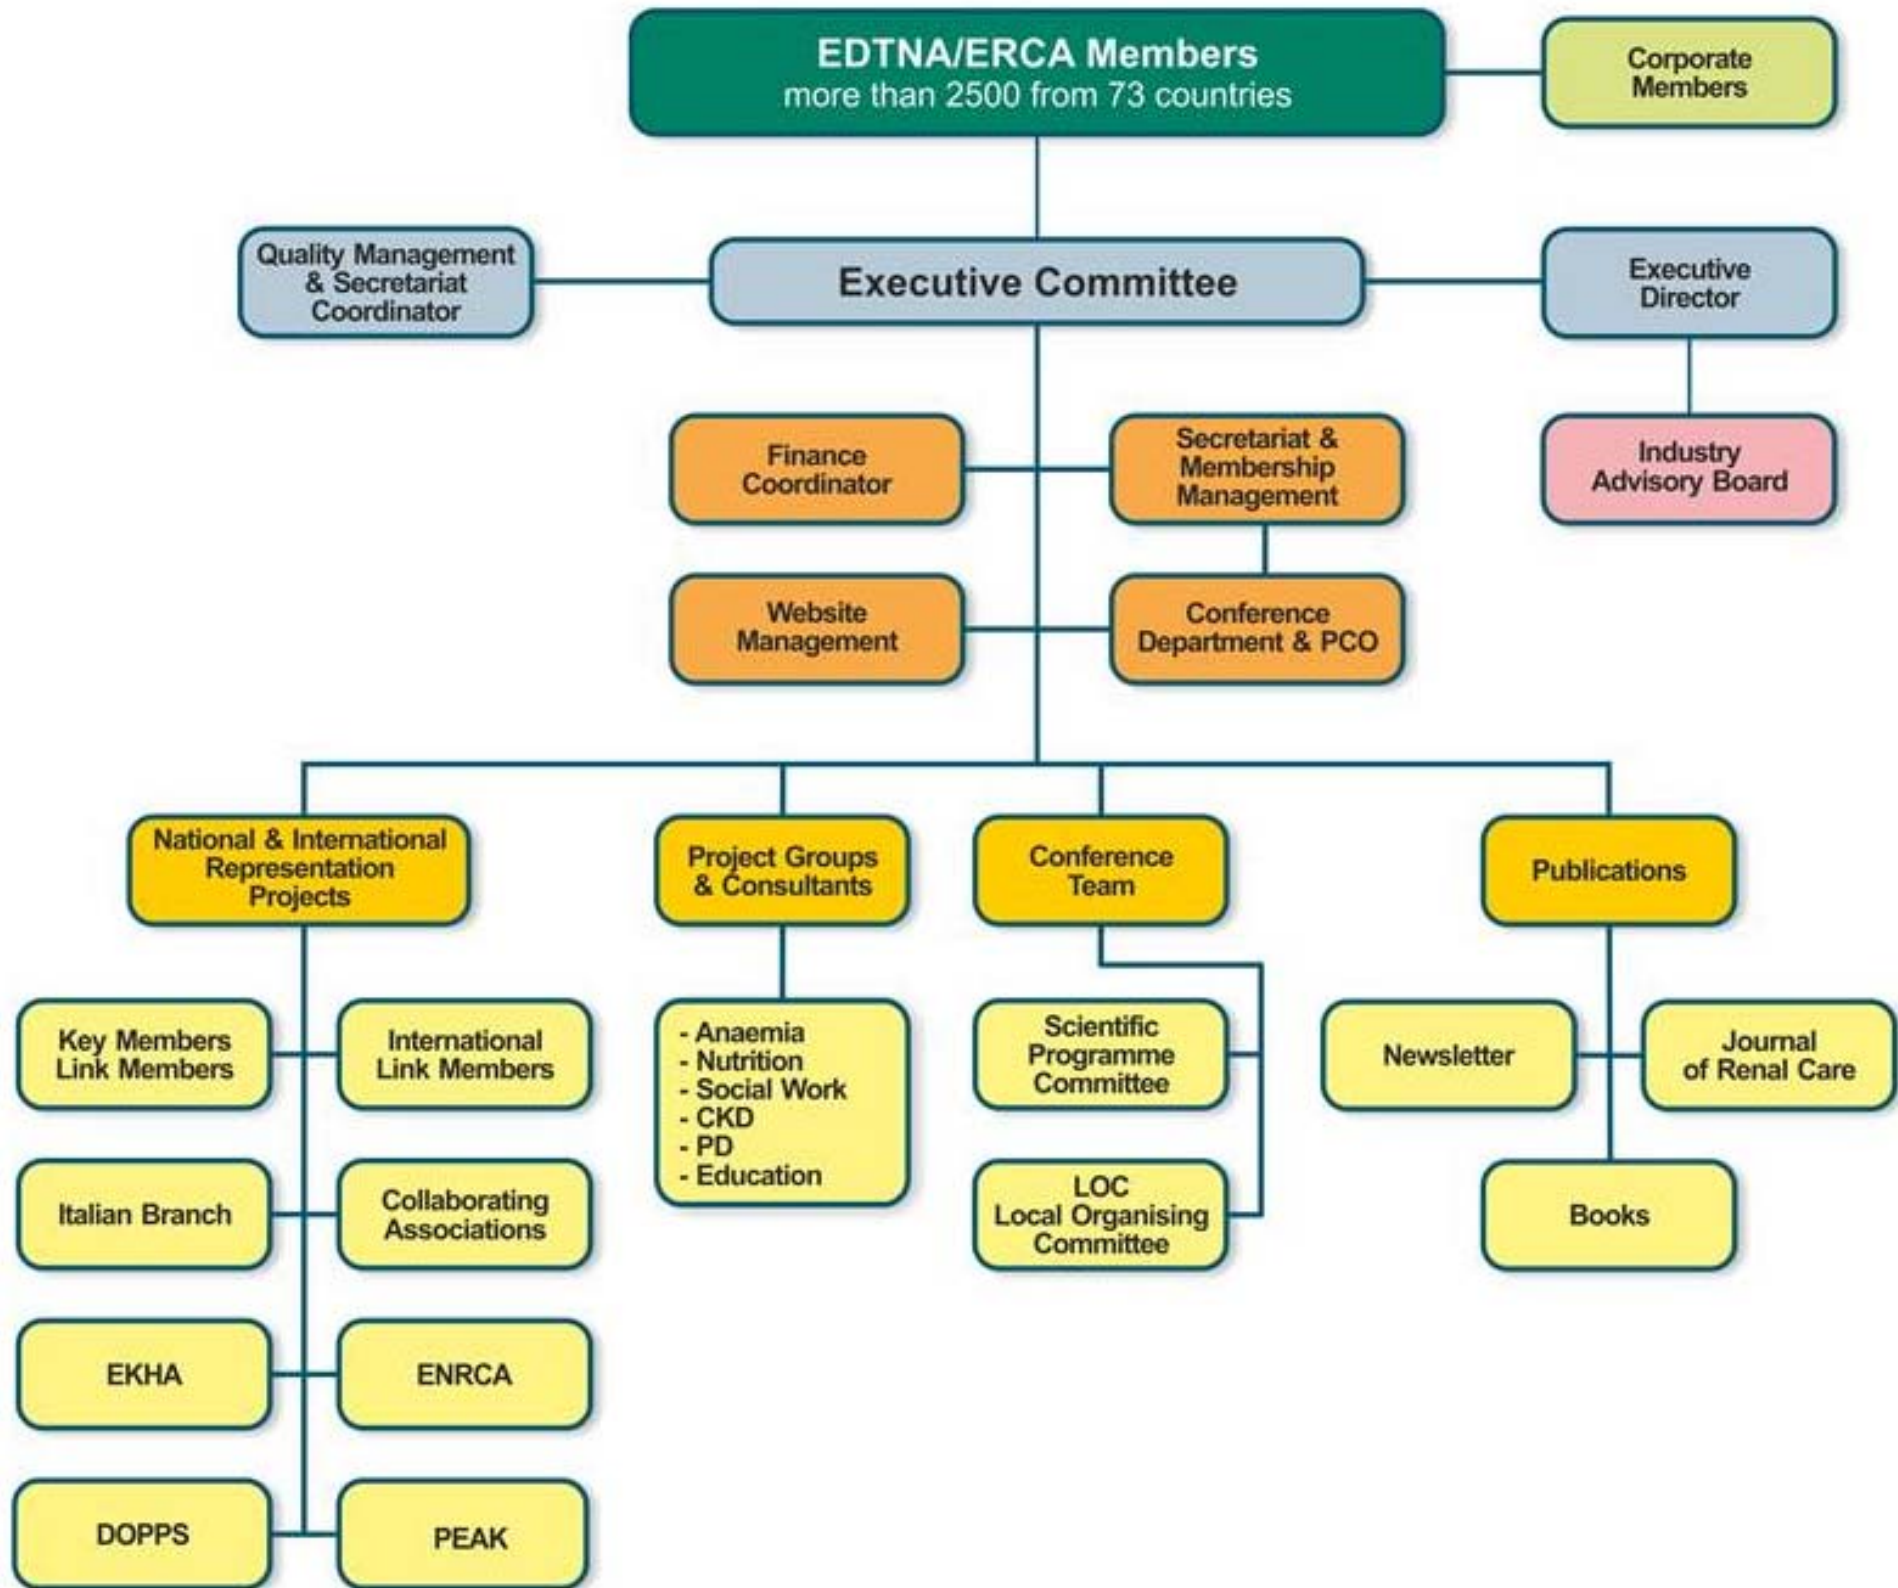 EDTNA/ERCA Members
more than 2500 from 73 countries
Corporate
Members
Quality Management
& Secretariat
Coordinator
Executive Committee
Executive
Director
Finance
Coordinator
Secretariat &
Membership
Management
Industry
Advisory Board
Website
Management
Conference
Department & PCO
National & International
Representation
Projects
Project Groups
& Consultants
Conference
Team
Publications
Key Members
Link Members
International
Link Members
- Anaemia
- Nutrition
- Social Work
- CKD
- PD
- Education
Scientific
Programme
Committee
Newsletter
Journal
of Renal Care
Italian Branch
Collaborating
Associations
LOC
Local Organising
Committee
Books
EKHA
ENRCA
DOPPS
PEAK